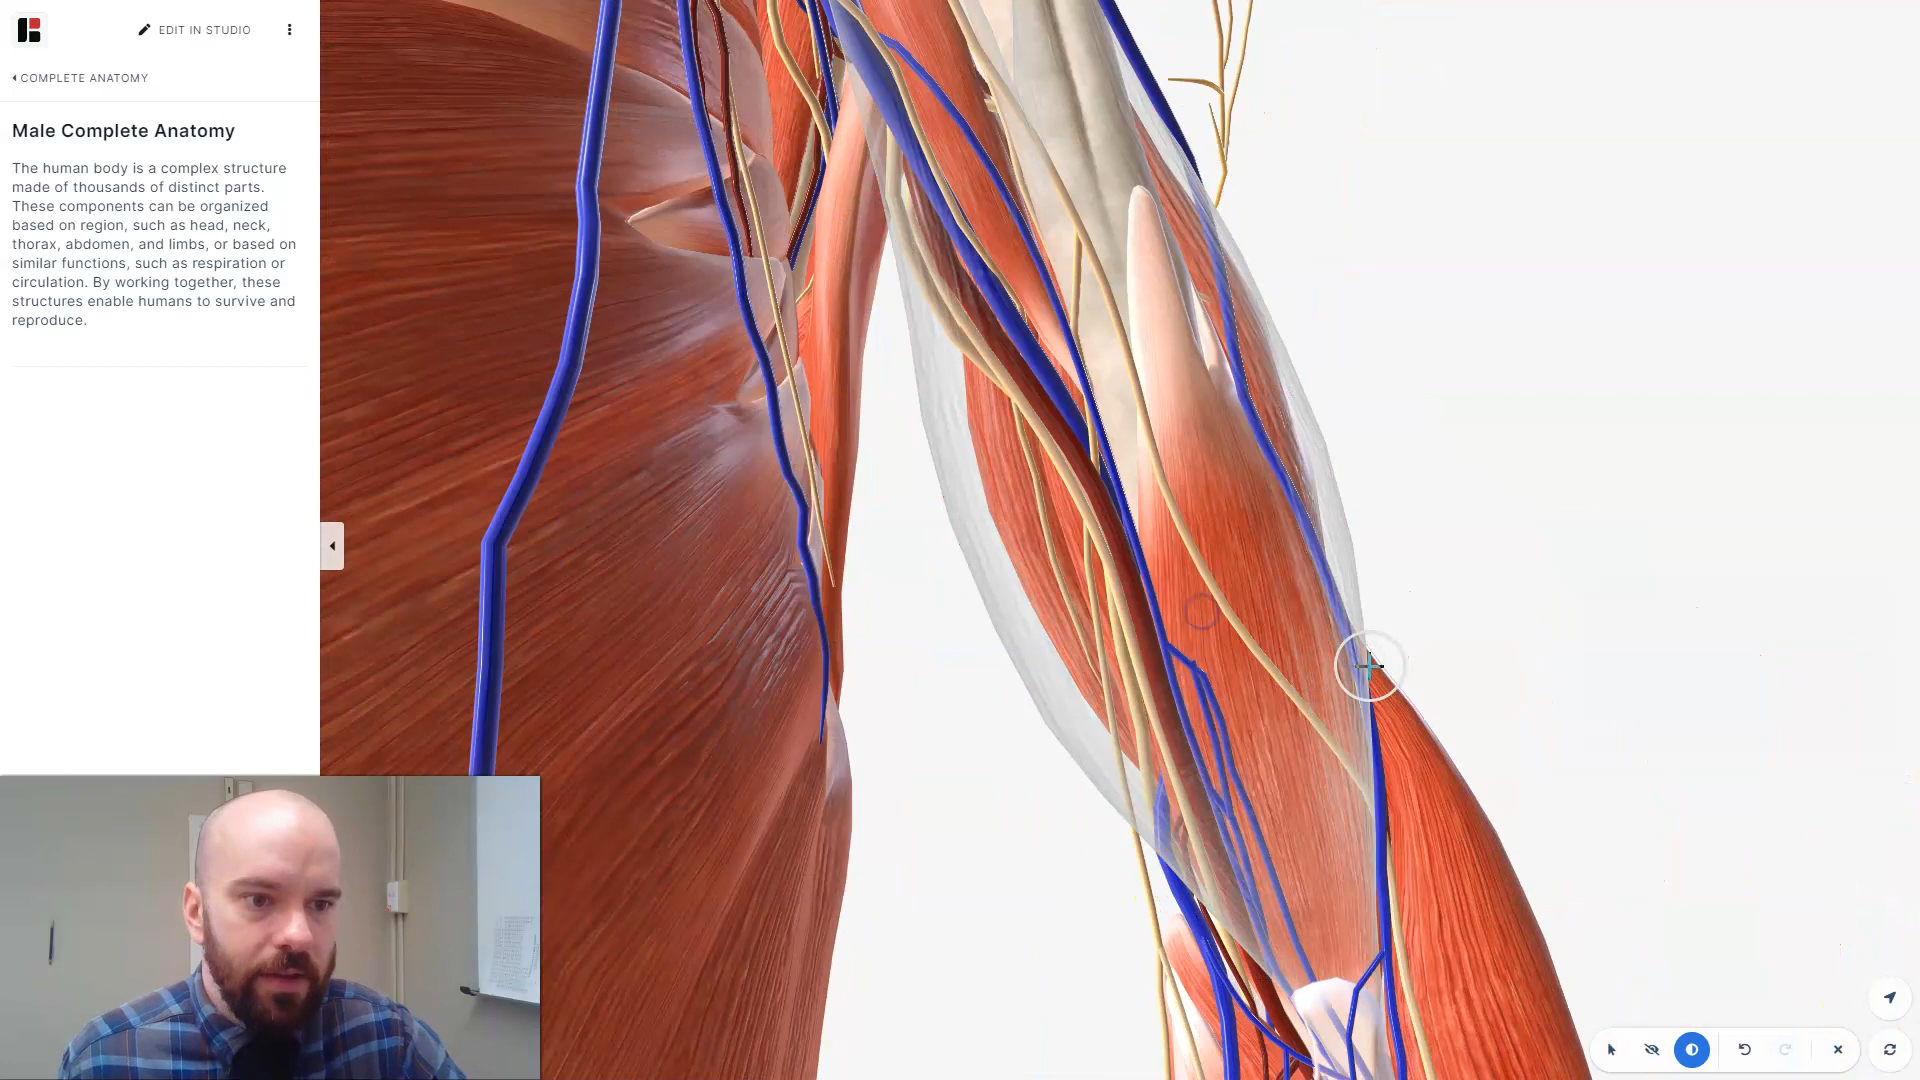 EDIT IN STUDIO
COMPLETE ANATOMY
Male Complete Anatomy
The human body is a complex structure
made of thousands of distinct parts.
These components can be organized
based on region, such as head, neck,
thorax, abdomen, and limbs, or based on
similar functions, such as respiration or
circulation. By working together, these
structures enable humans to survive and
reproduce.